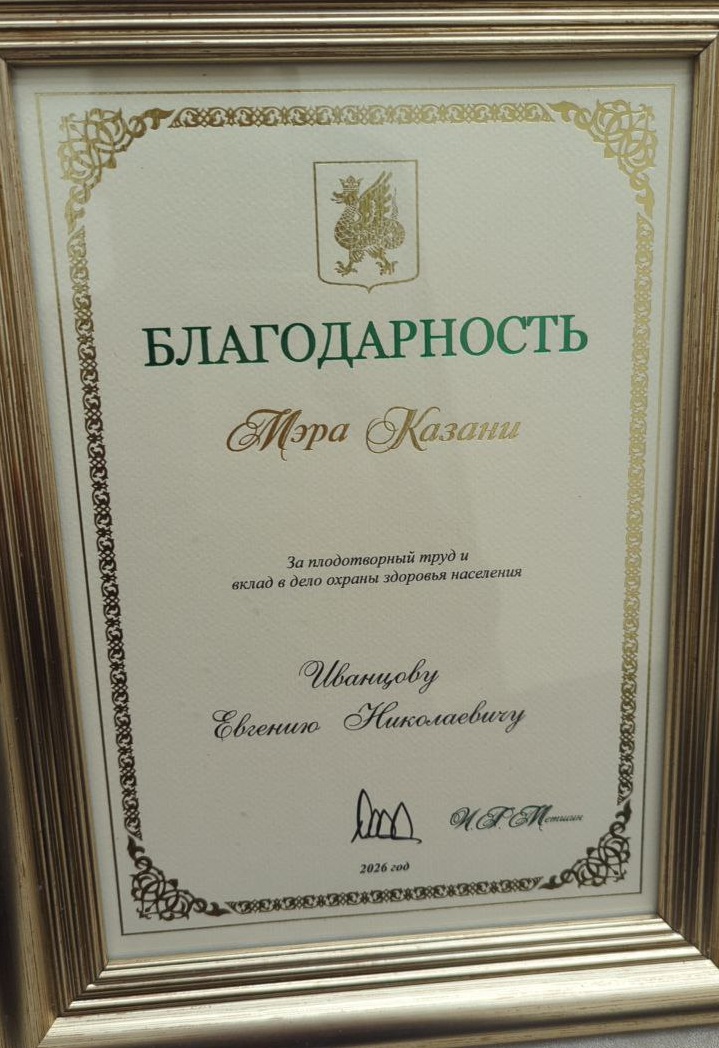 БЛАГОДАРНОСТЬ
Мэра Казани
За плодотворный труд и
вклад в дело охраны здоровья населения
Иванцову
Евгению Николаевичу
И.Р. Метшин
2026 год